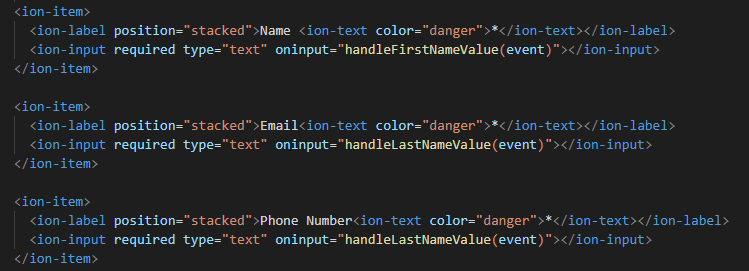 <ion-item>
<ion-label position="stacked">Name <ion-text color="danger">*</ion-text></ion-label>
<ion-input required type="text" oninput="handleFirstNameValue(event)"></ion-input>
</ion-item>
<ion-item>
<ion-label position="stacked">Email<ion-text color="danger">*</ion-text></ion-label>
<ion-input required type="text" oninput="handleLastNameValue(event)"></ion-input>
</ion-item>
<ion-item>
<ion-label position="stacked">Phone Number<ion-text color="danger">*</ion-text></ion-label>
<ion-input required type="text" oninput="handleLastNameValue(event)"></ion-input>
</ion-item>